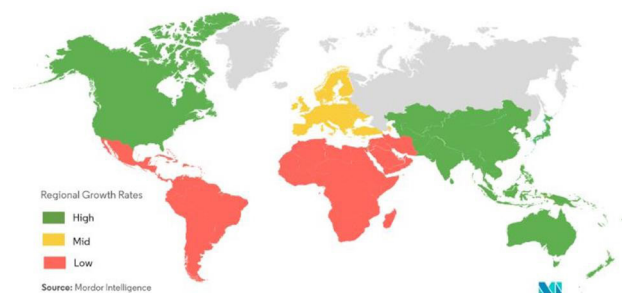 Regional Growth Rates
High
Mid
Low
Source: Mordor Intelligence